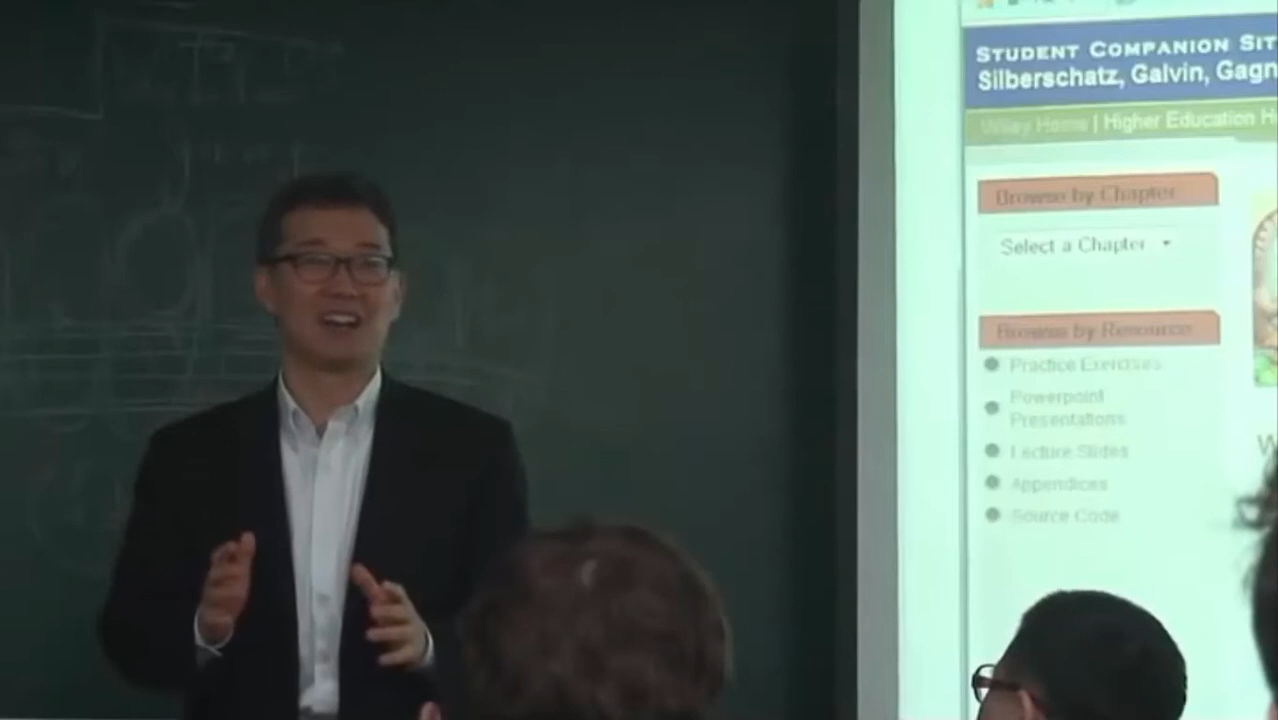 STUDENT COMPANION SIT
Silberschatz, Galvin, Gagn
Wiley Home | Higher Education H
Browse by Chapter
Select a Chapter
Browse by Resource
Practice Exercises
Powerpoint
Presentations
Lecture Slides
Appendices
Source Code
W